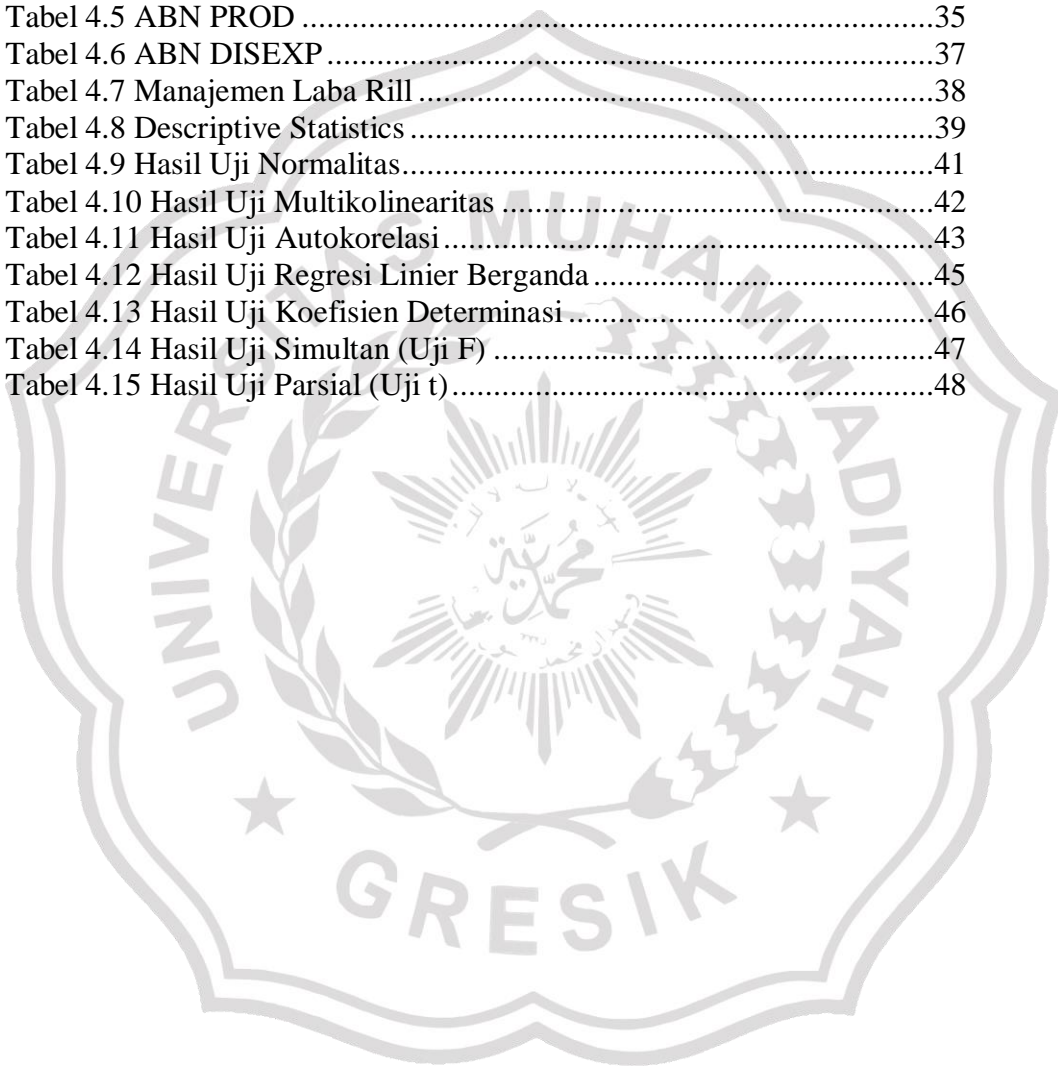 Tabel 4.5 ABN PROD ................................................................................35
Tabel 4.6 ABN DISEXP ............................................................................37
Tabel 4.7 Manajemen Laba Rill ................................................................38
Tabel 4.8 Descriptive Statistics .................................................................39
Tabel 4.9 Hasil Uji Normalitas..................................................................41
Tabel 4.10 Hasil Uji Multikolinearitas ......................................................42
Tabel 4.11 Hasil Uji Autokorelasi .............................................................43
Tabel 4.12 Hasil Uji Regresi Linier Berganda ...........................................45
Tabel 4.13 Hasil Uji Koefisien Determinasi ..............................................46
Tabel 4.14 Hasil Uji Simultan (Uji F) .......................................................47
Tabel 4.15 Hasil Uji Parsial (Uji t).............................................................48
UNIVERSITAS MUHAMMADIYAH
GRESIK